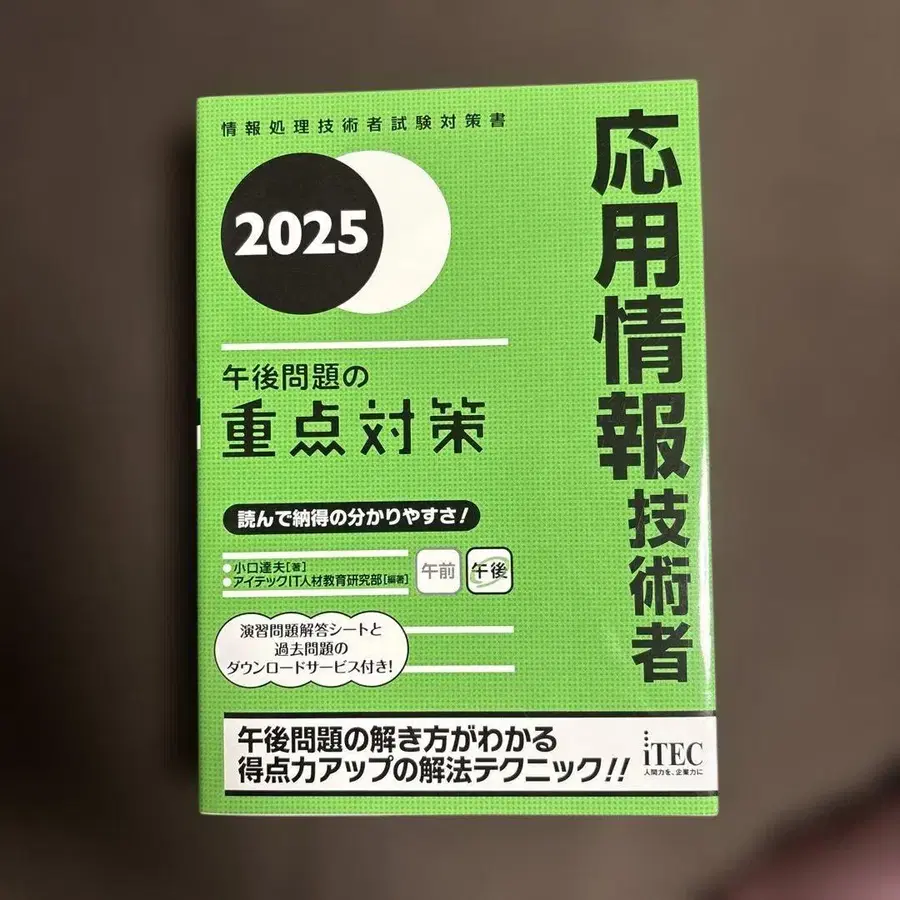 情報処理技術者試験対策書
2025
応用情報技術者
午後問題の
重点対策
読んで納得の分かりやすさ!
●小口達夫[著]
●アイテックIT人材教育研究部[編著]
午前
午後
演習問題解答シートと
過去問題の
ダウンロードサービス付き!
午後問題の解き方がわかる
得点力アップの解法テクニック!!
iTEC
人間力を、企業力に